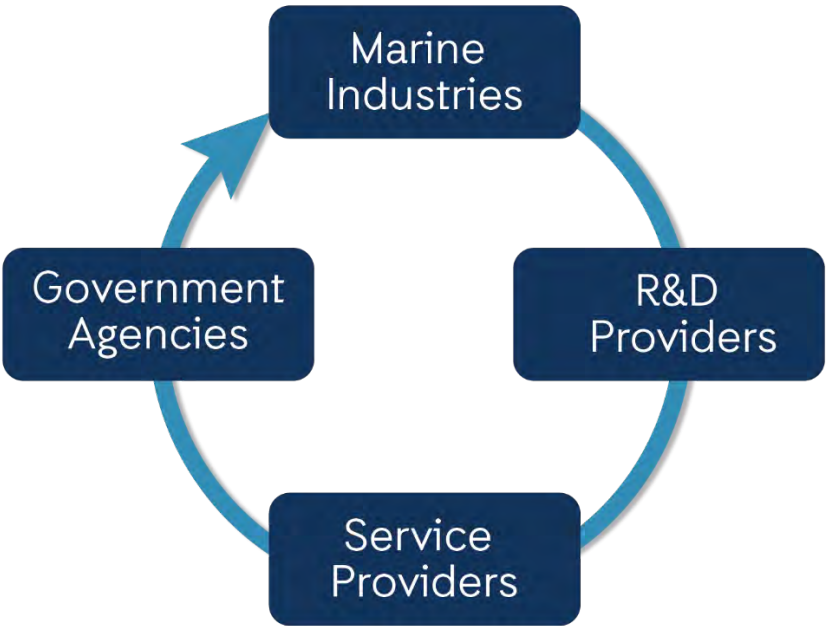 Marine
Industries
Government
Agencies
R&D
Providers
Service
Providers